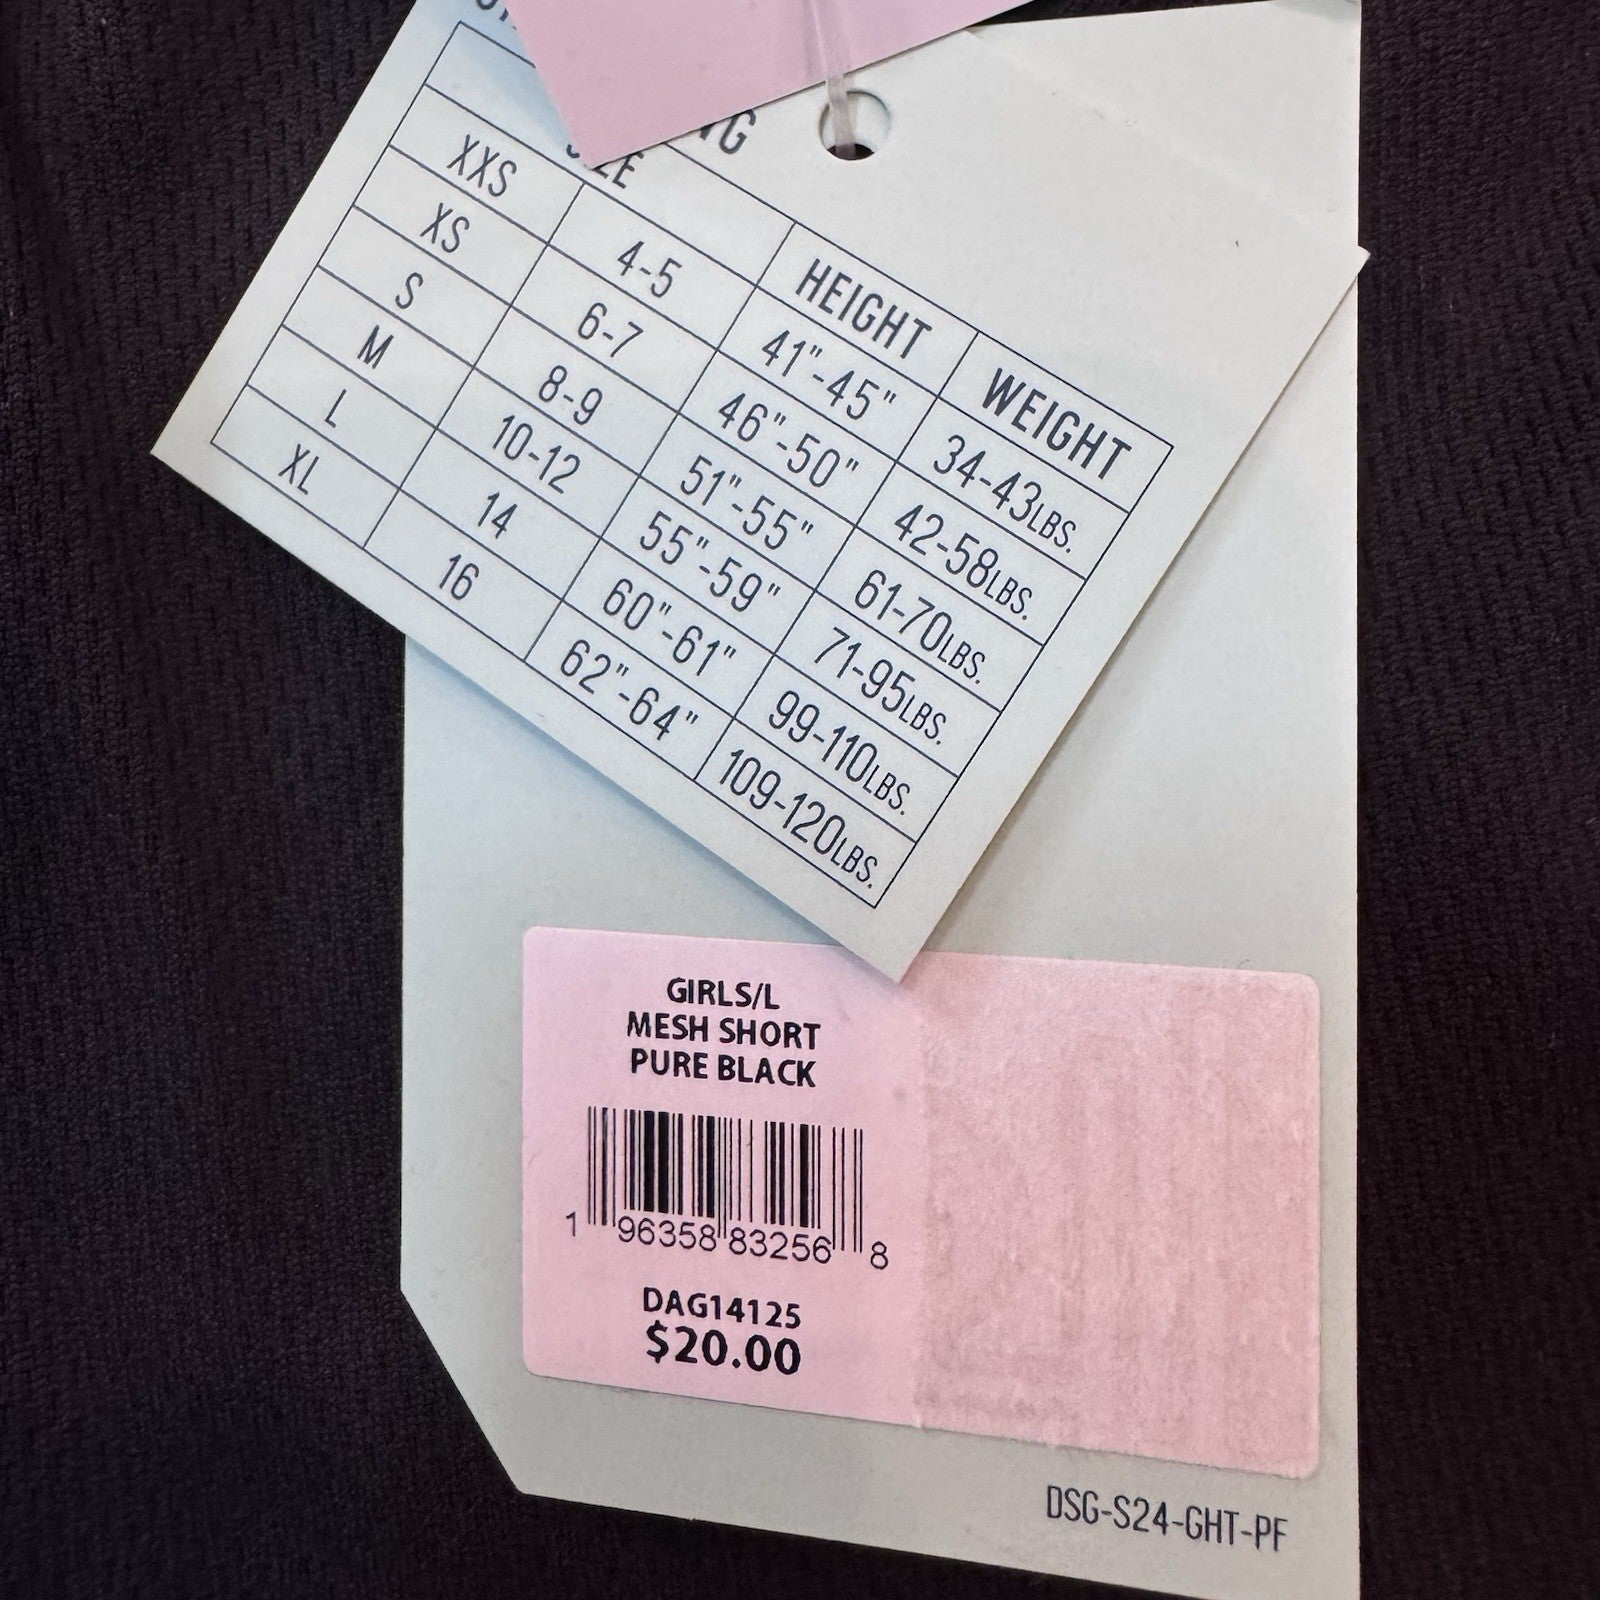 HEIGHT WEIGHT
XXS 4-5 41"-45" 34-43LBS.
XS 6-7 46"-50" 42-58LBS.
S 8-9 51"-55" 61-70LBS.
M 10-12 55"-59" 71-95LBS.
L 14 60"-61" 99-110LBS.
XL 16 62"-64" 109-120LBS.
GIRLS/L
MESH SHORT
PURE BLACK
1 96358 83256 8
DAG14125
$20.00
DSG-S24-GHT-PF